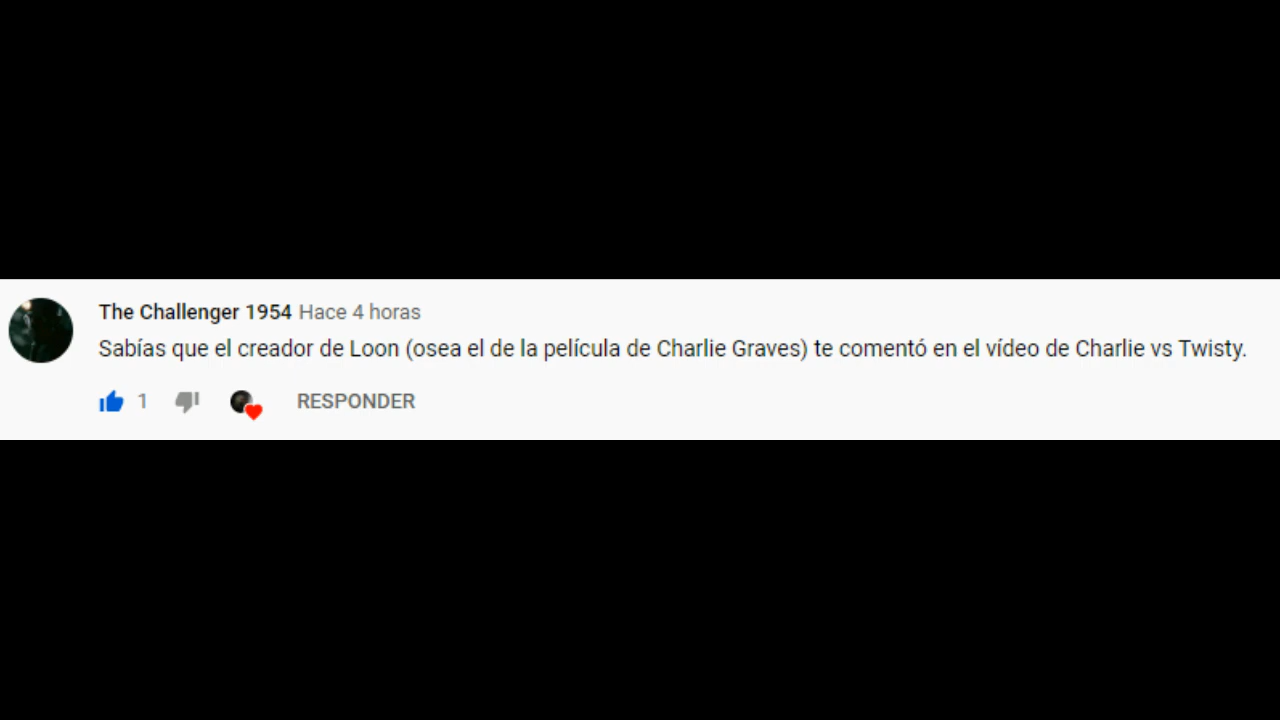 The Challenger 1954 Hace 4 horas
Sabías que el creador de Loon (osea el de la película de Charlie Graves) te comentó en el vídeo de Charlie vs Twisty.
1 RESPONDER